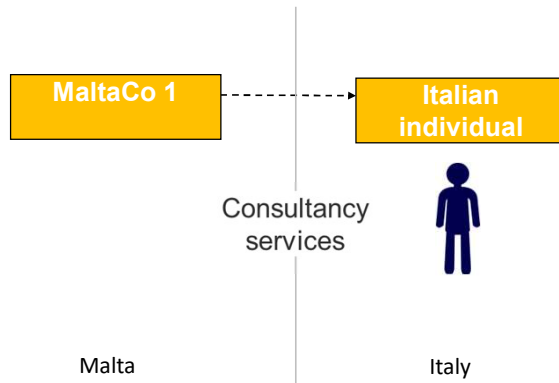 MaltaCo 1
Italian
individual
Consultancy
services
Malta
Italy